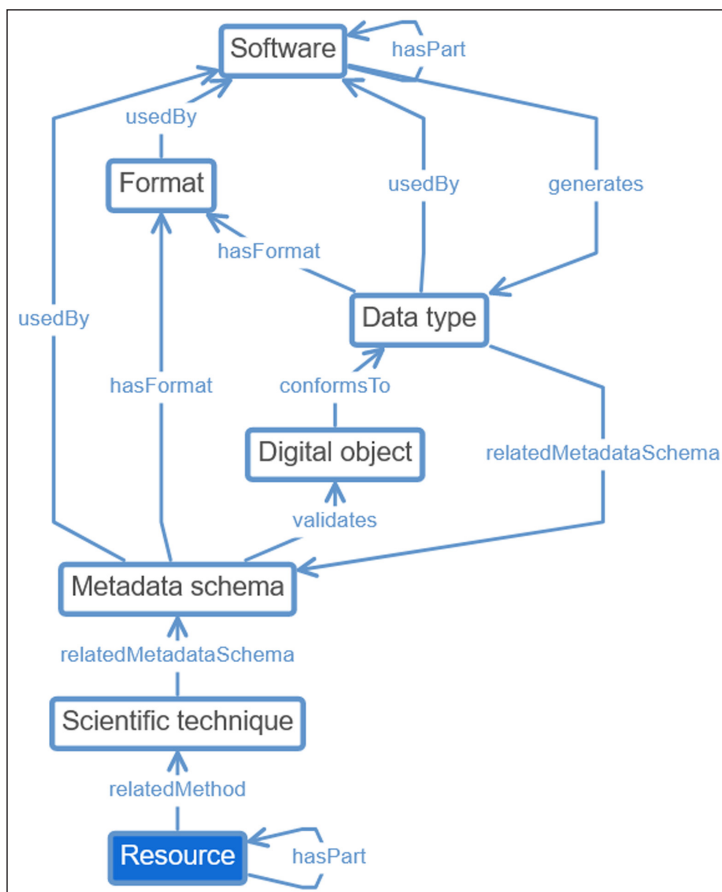 Software
hasPart
usedBy
Format
usedBy
generates
hasFormat
Data type
usedBy
hasFormat
conformsTo
Digital object
relatedMetadataSchema
validates
Metadata schema
relatedMetadataSchema
Scientific technique
relatedMethod
Resource
hasPart